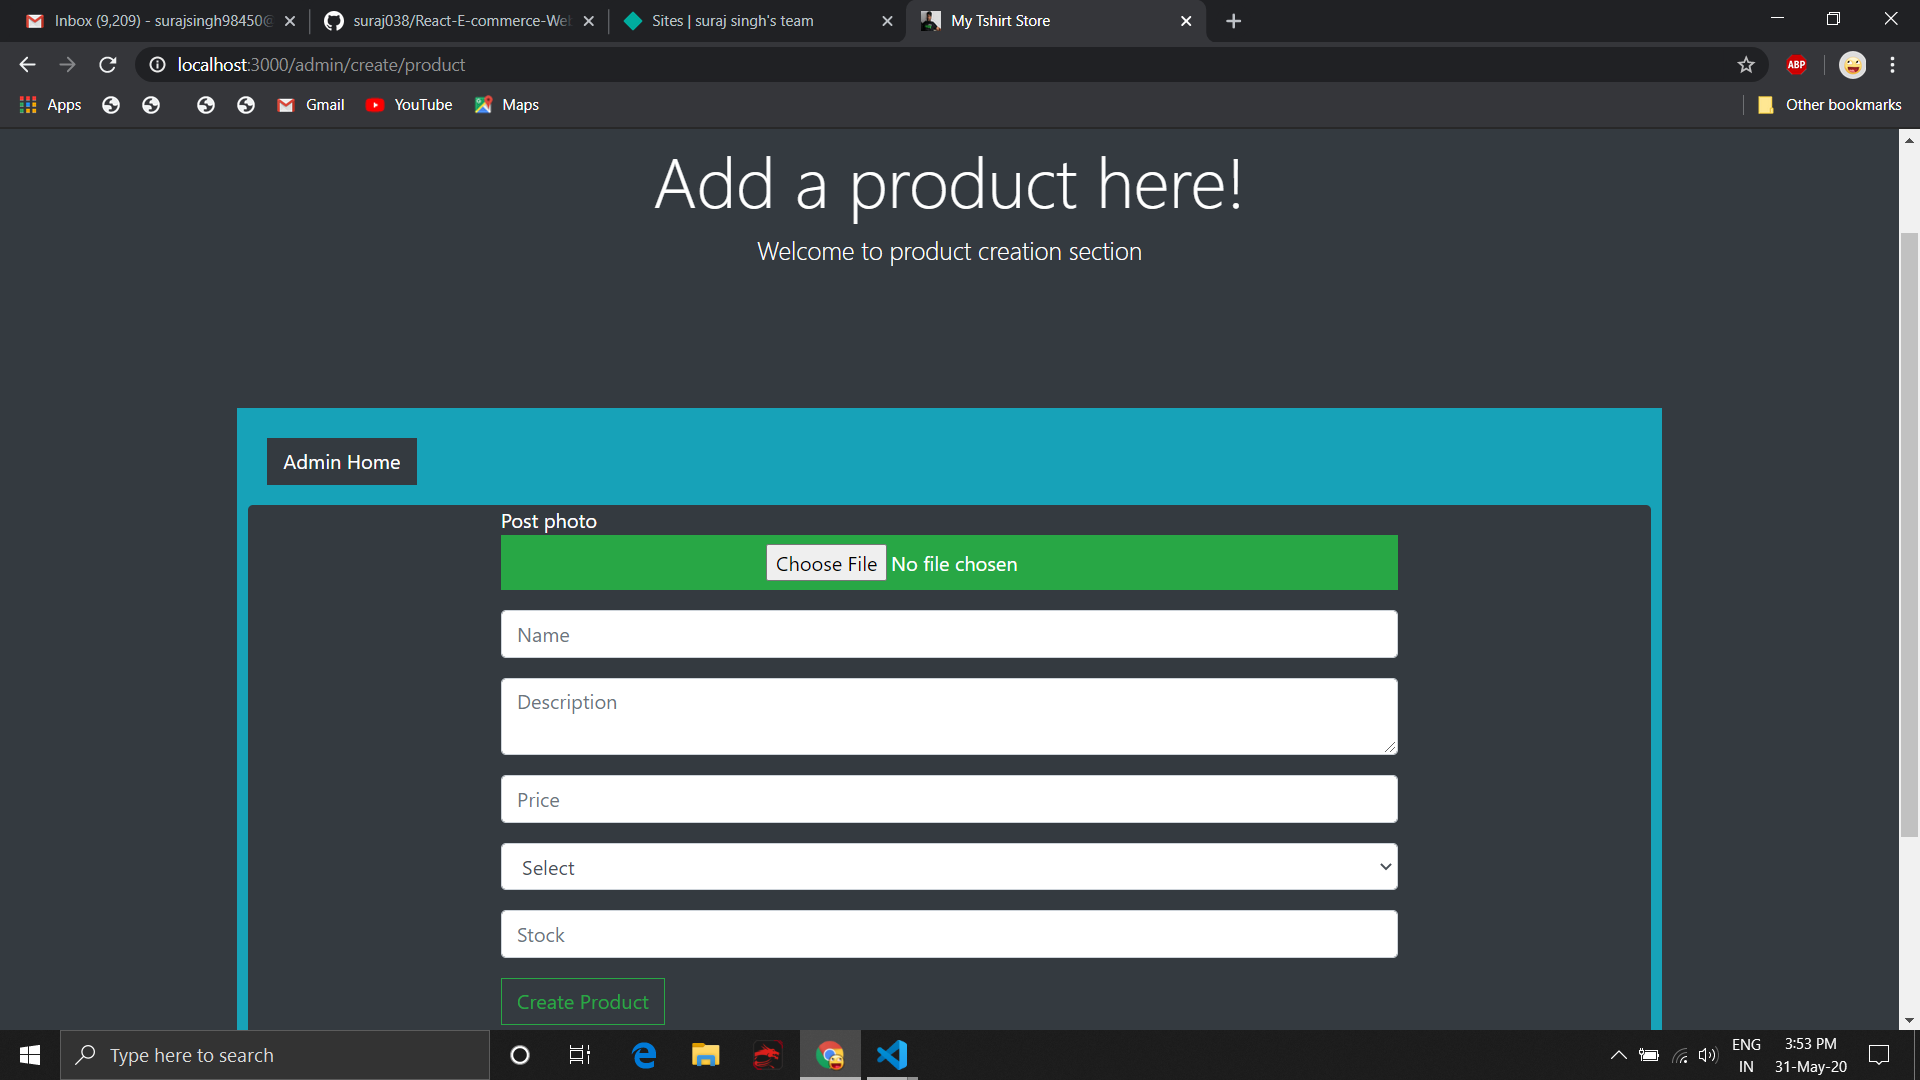 Inbox (9,209) - surajsingh98450@
suraj038/React-E-commerce-Web
Sites | suraj singh's team
My Tshirt Store
localhost:3000/admin/create/product
ABP
Apps
Gmail
YouTube
Maps
Other bookmarks
Add a product here!
Welcome to product creation section
Admin Home
Post photo
Choose File No file chosen
Name
Description
Price
Select
Stock
Create Product
Type here to search
ENG
IN
3:53 PM
31-May-20